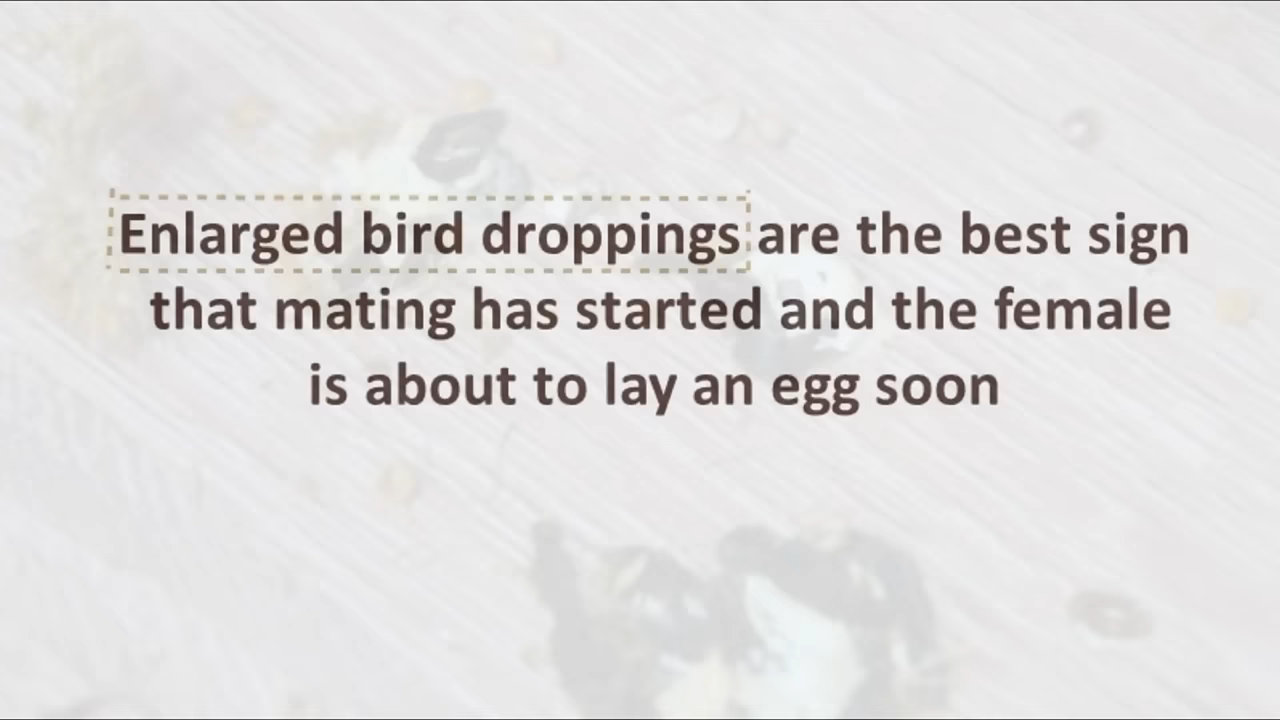 Enlarged bird droppings are the best sign
that mating has started and the female
is about to lay an egg soon